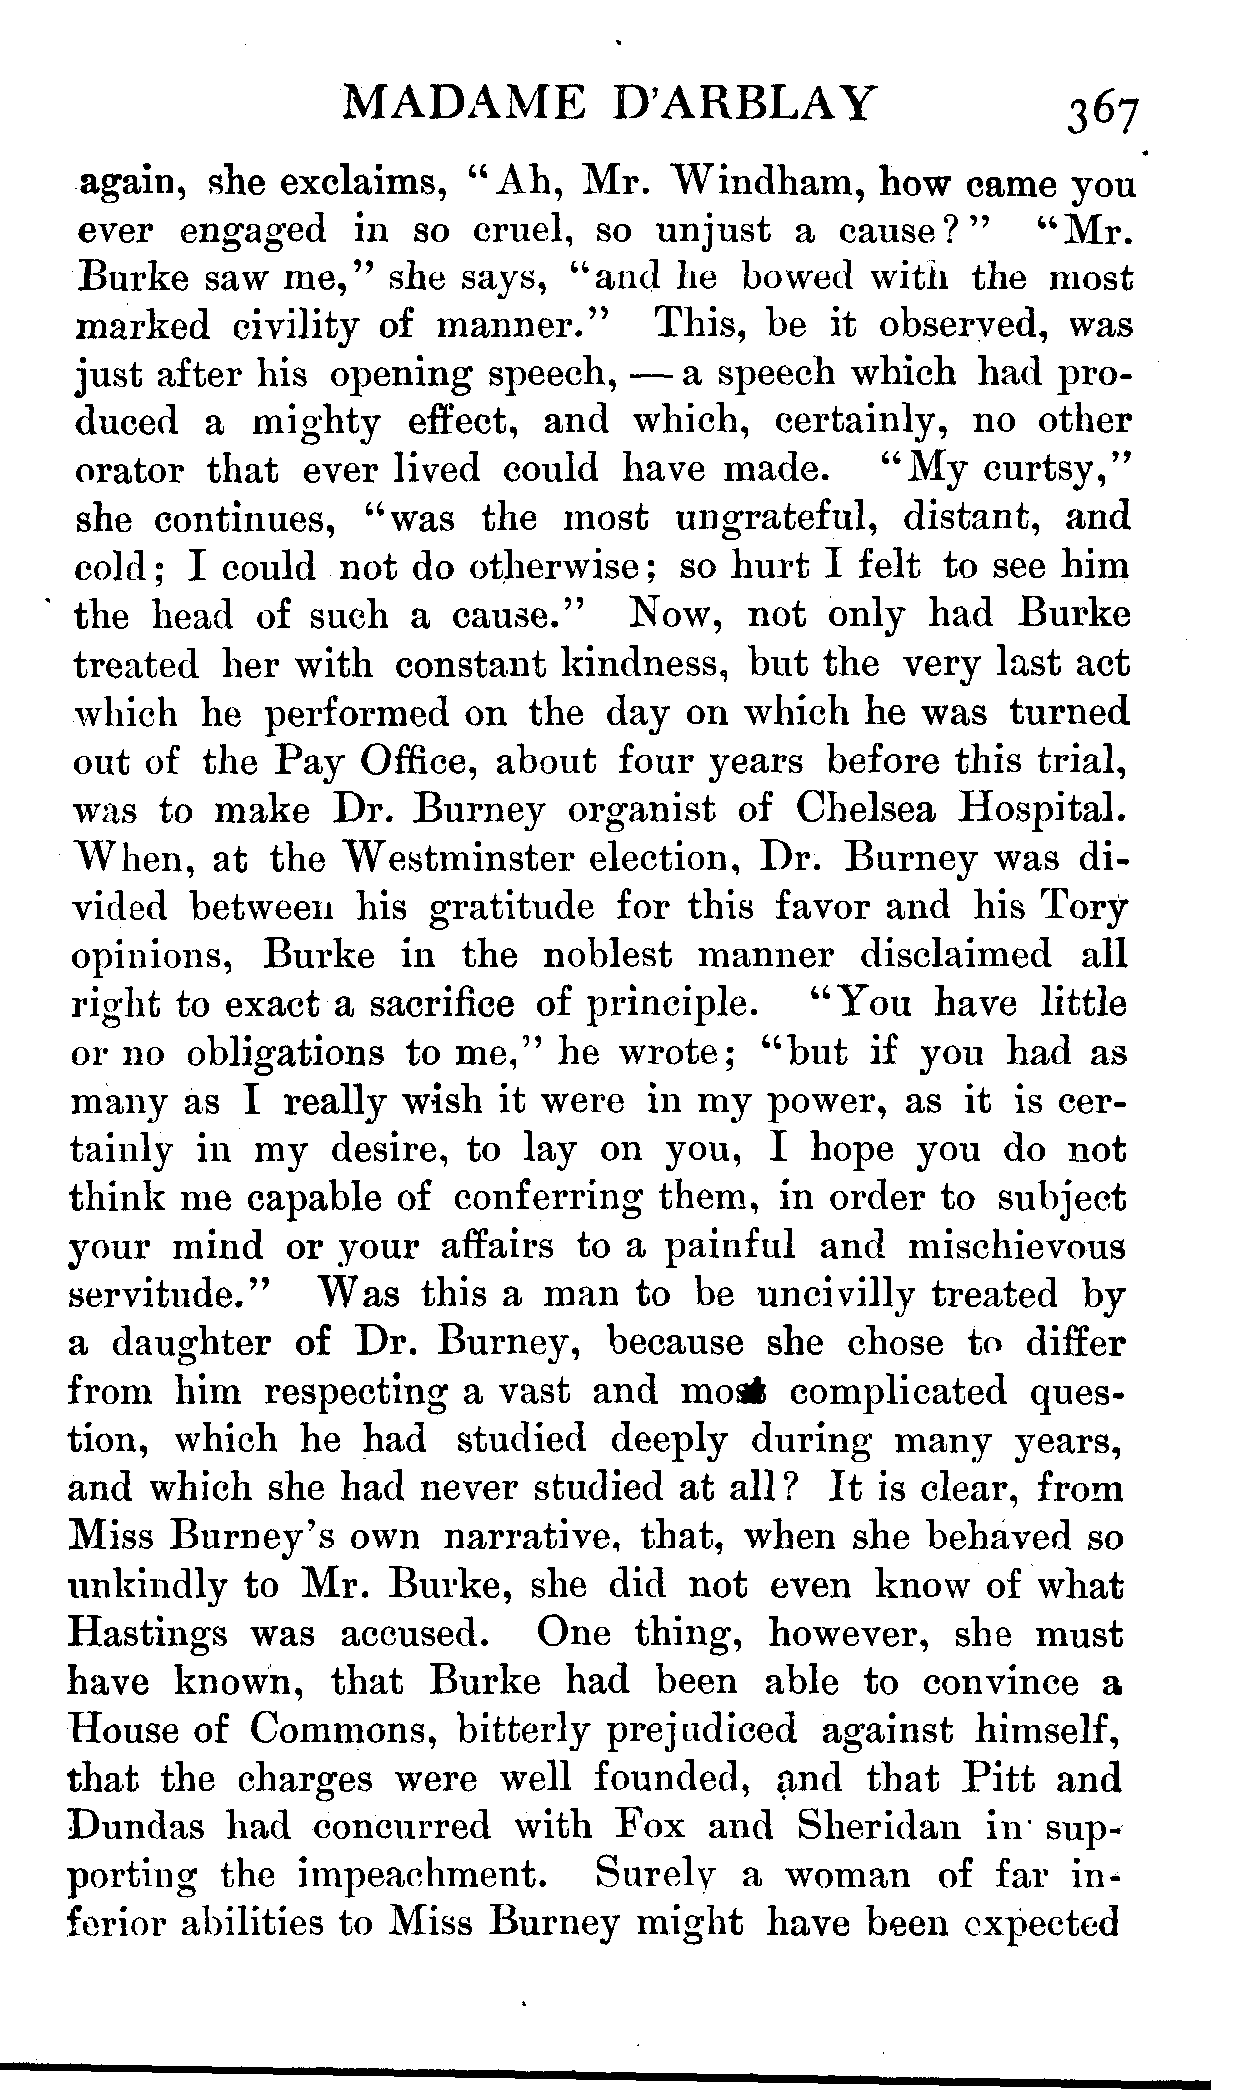 MADAME D'ARBLAY 367
again, she exclaims, “Ah, Mr. Windham, how came you
ever engaged in so cruel, so unjust a cause?” “Mr.
Burke saw me,” she says, “and he bowed with the most
marked civility of manner.” This, be it observed, was
just after his opening speech, — a speech which had pro-
duced a mighty effect, and which, certainly, no other
orator that ever lived could have made. “My curtsy,”
she continues, “was the most ungrateful, distant, and
cold; I could not do otherwise; so hurt I felt to see him
the head of such a cause.” Now, not only had Burke
treated her with constant kindness, but the very last act
which he performed on the day on which he was turned
out of the Pay Office, about four years before this trial,
was to make Dr. Burney organist of Chelsea Hospital.
When, at the Westminster election, Dr. Burney was di-
vided between his gratitude for this favor and his Tory
opinions, Burke in the noblest manner disclaimed all
right to exact a sacrifice of principle. “You have little
or no obligations to me,” he wrote; “but if you had as
many as I really wish it were in my power, as it is cer-
tainly in my desire, to lay on you, I hope you do not
think me capable of conferring them, in order to subject
your mind or your affairs to a painful and mischievous
servitude.” Was this a man to be uncivilly treated by
a daughter of Dr. Burney, because she chose to differ
from him respecting a vast and most complicated ques-
tion, which he had studied deeply during many years,
and which she had never studied at all? It is clear, from
Miss Burney's own narrative, that, when she behaved so
unkindly to Mr. Burke, she did not even know of what
Hastings was accused. One thing, however, she must
have known, that Burke had been able to convince a
House of Commons, bitterly prejudiced against himself,
that the charges were well founded, and that Pitt and
Dundas had concurred with Fox and Sheridan in sup-
porting the impeachment. Surely a woman of far in-
ferior abilities to Miss Burney might have been expected